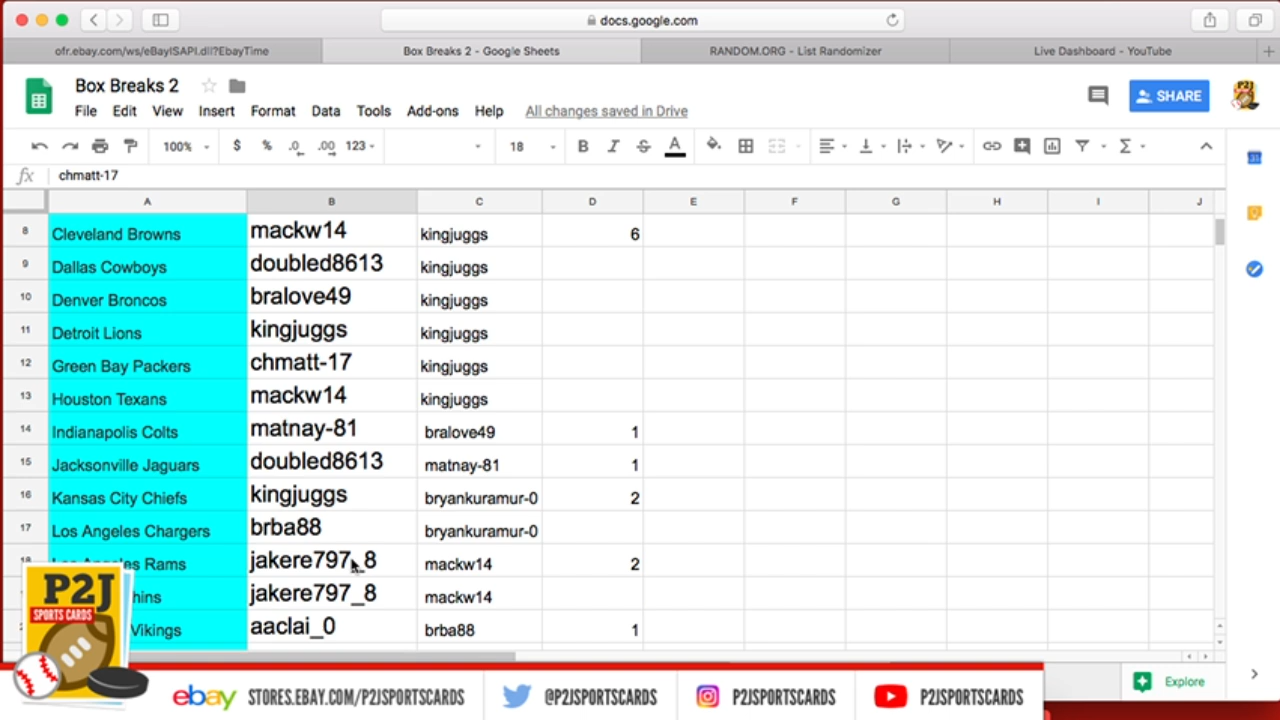 docs.google.com
ofr.ebay.com/ws/eBayISAPI.dll?EbayTime
Box Breaks 2 - Google Sheets
RANDOM.ORG - List Randomizer
Live Dashboard - YouTube
Box Breaks 2
File Edit View Insert Format Data Tools Add-ons Help All changes saved in Drive
SHARE
100% $ % .0 .00 123 18 B I S A
fx chmatt-17
A B C D E F G H I J
8 Cleveland Browns mackw14 kingjuggs 6
9 Dallas Cowboys doubled8613 kingjuggs
10 Denver Broncos bralove49 kingjuggs
11 Detroit Lions kingjuggs kingjuggs
12 Green Bay Packers chmatt-17 kingjuggs
13 Houston Texans mackw14 kingjuggs
14 Indianapolis Colts matnay-81 bralove49 1
15 Jacksonville Jaguars doubled8613 matnay-81 1
16 Kansas City Chiefs kingjuggs bryankuramur-0 2
17 Los Angeles Chargers brba88 bryankuramur-0
18 Los Angeles Rams jakere797_8 mackw14 2
hins jakere797_8 mackw14
Vikings aaclai_0 brba88 1
P2J
SPORTS CARDS
ebay STORES.EBAY.COM/P2JSPORTSCARDS @P2JSPORTSCARDS P2JSPORTSCARDS P2JSPORTSCARDS
Explore